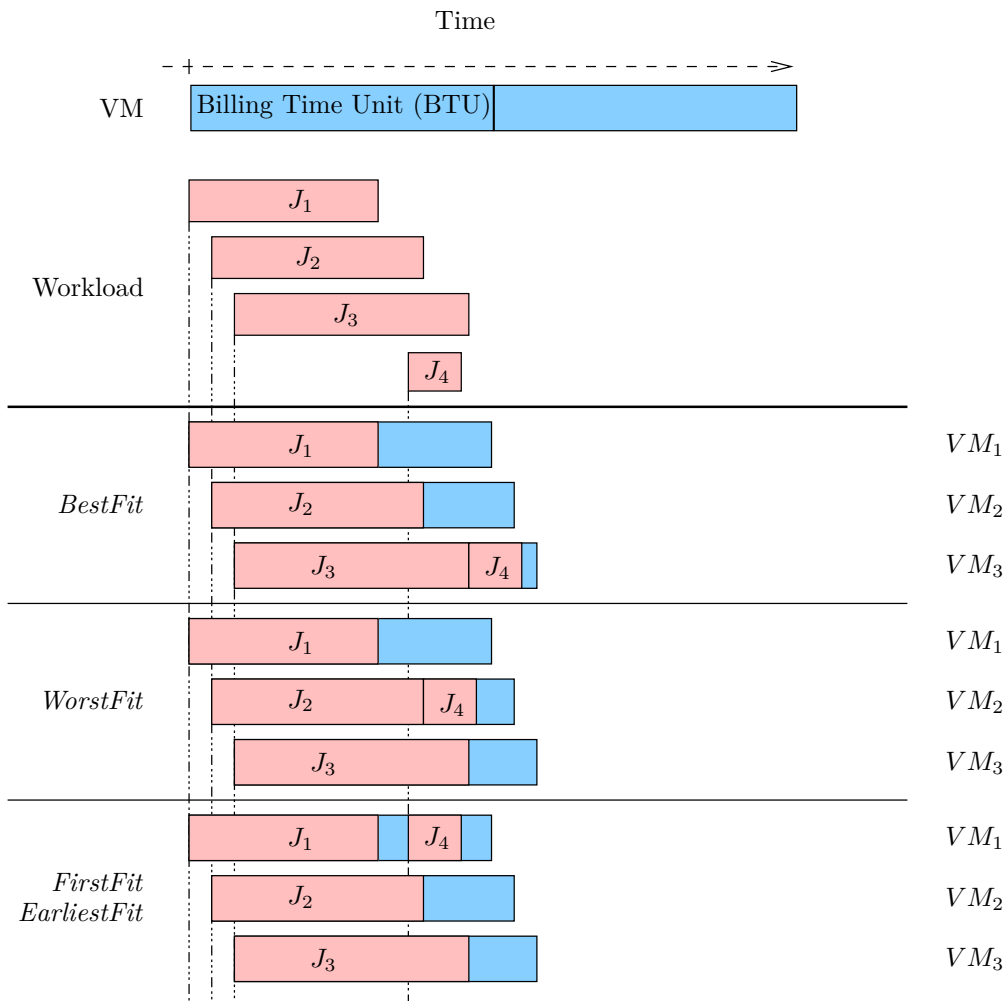 Time
VM
Billing Time Unit (BTU)
J1
J2
Workload
J3
J4
J1
VM1
BestFit
J2
VM2
J3
J4
VM3
J1
VM1
WorstFit
J2
J4
VM2
J3
VM3
J1
J4
VM1
FirstFit
EarliestFit
J2
VM2
J3
VM3